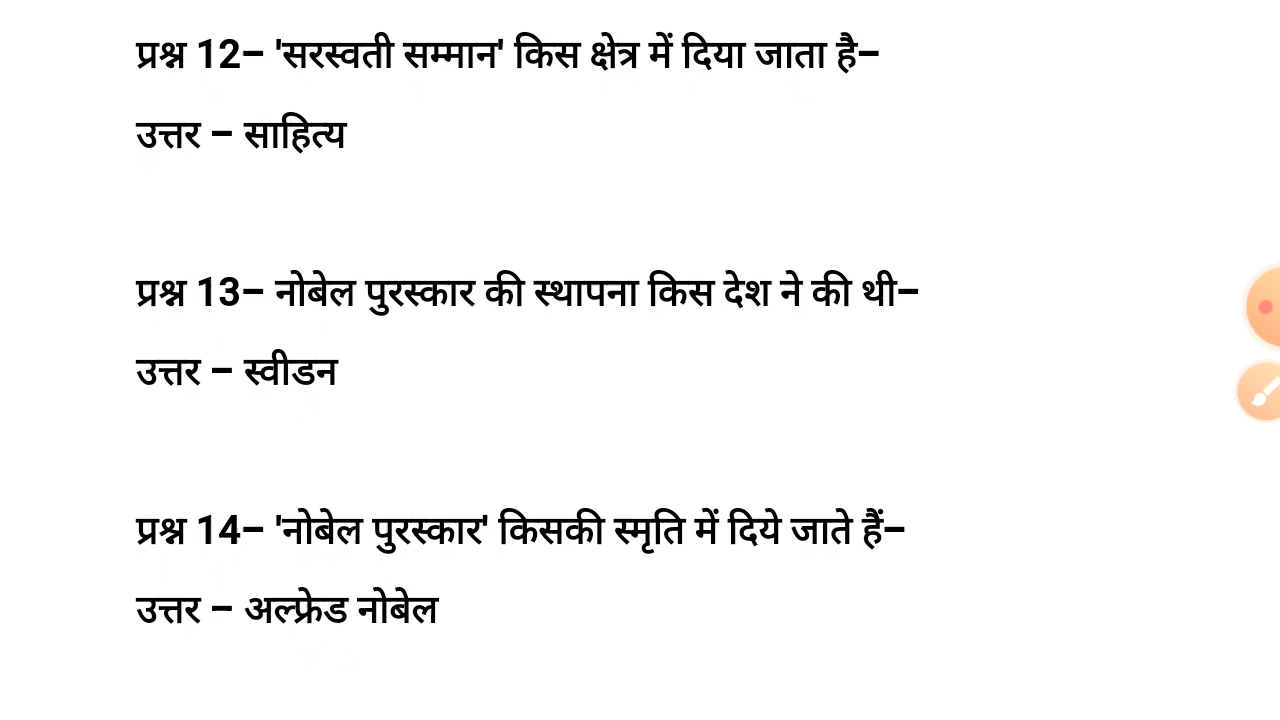 प्रश्न 12– 'सरस्वती सम्मान' किस क्षेत्र में दिया जाता है–
उत्तर – साहित्य
प्रश्न 13– नोबेल पुरस्कार की स्थापना किस देश ने की थी–
उत्तर – स्वीडन
प्रश्न 14– 'नोबेल पुरस्कार' किसकी स्मृति में दिये जाते हैं–
उत्तर – अल्फ्रेड नोबेल